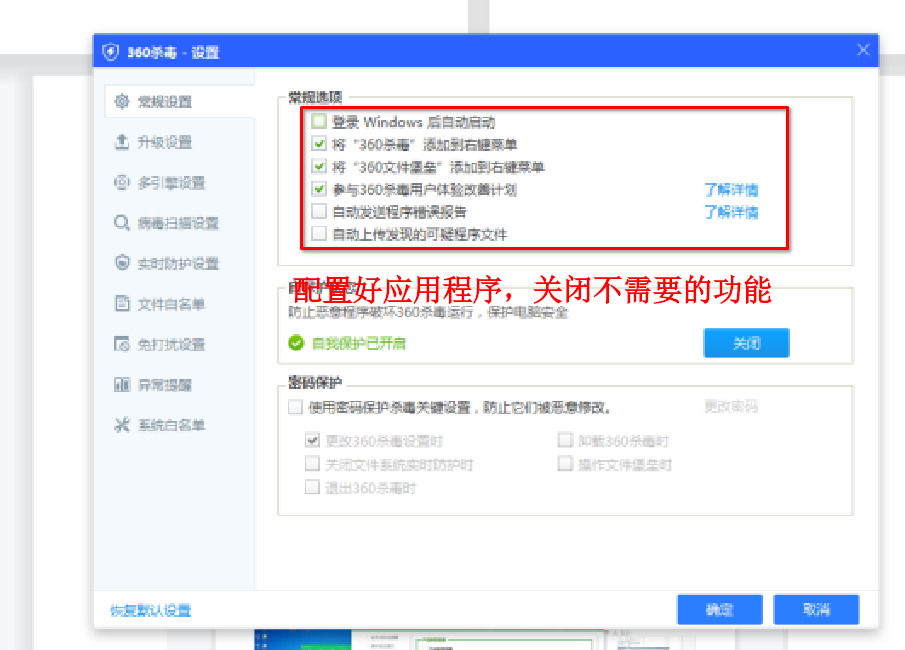 360杀毒 - 设置
常规设置
升级设置
多引擎设置
病毒扫描设置
实时防护设置
文件白名单
免打扰设置
异常提醒
系统白名单
恢复默认设置
常规选项
登录 Windows 后自动启动
将“360杀毒”添加到右键菜单
将“360文件堡垒”添加到右键菜单
参与360杀毒用户体验改善计划 了解详情
自动发送程序错误报告 了解详情
自动上传发现的可疑程序文件
配置好应用程序，关闭不需要的功能
防止恶意程序破坏360杀毒运行，保护电脑安全
自我保护已开启 关闭
密码保护
使用密码保护杀毒关键设置，防止它们被恶意修改。 更改密码
更改360杀毒设置时 卸载360杀毒时
关闭文件系统实时防护时 操作文件堡垒时
退出360杀毒时
确定 取消